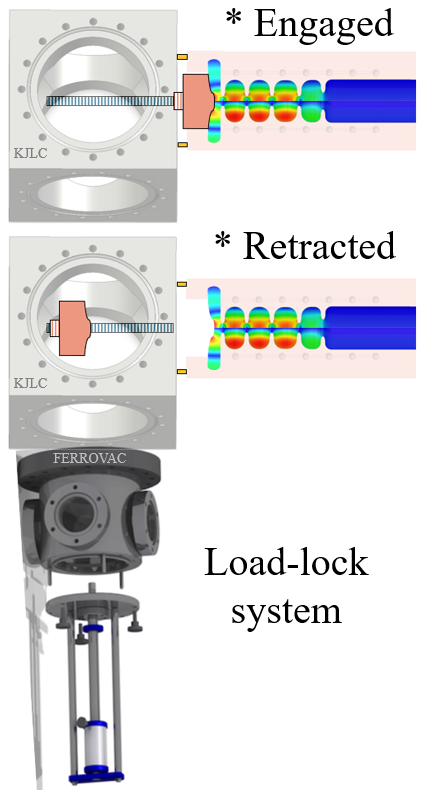 * Engaged
KJLC
* Retracted
KJLC
FERROVAC
Load-lock
system